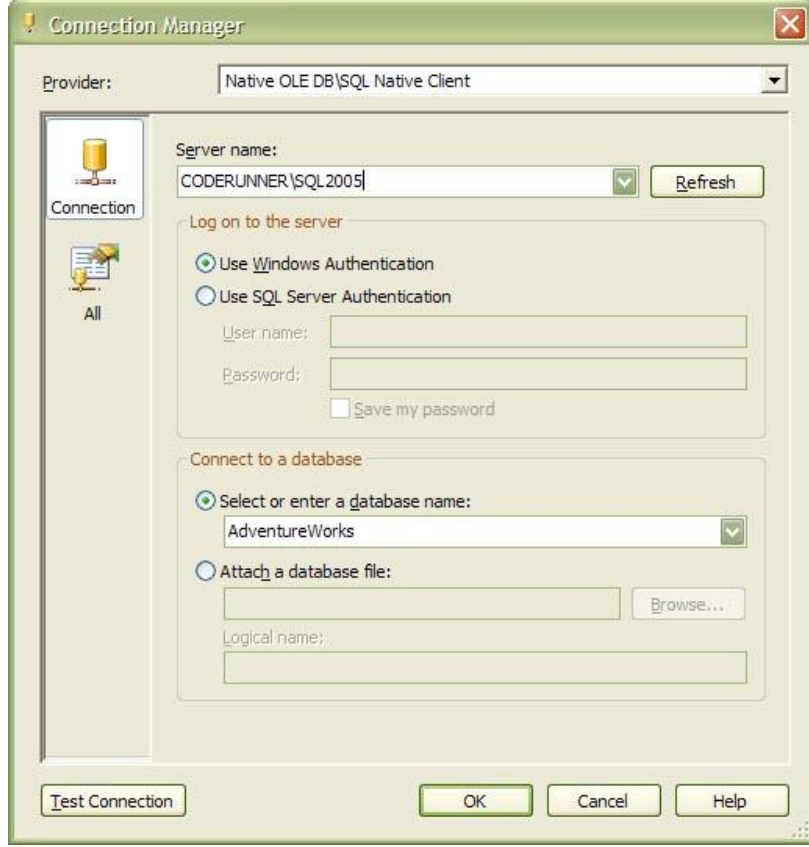 Connection Manager
Provider: Native OLE DB\SQL Native Client
Connection
All
Server name:
CODERUNNER\SQL2005 Refresh
Log on to the server
Use Windows Authentication
Use SQL Server Authentication
User name:
Password:
Save my password
Connect to a database
Select or enter a database name:
AdventureWorks
Attach a database file:
Browse...
Logical name:
Test Connection OK Cancel Help